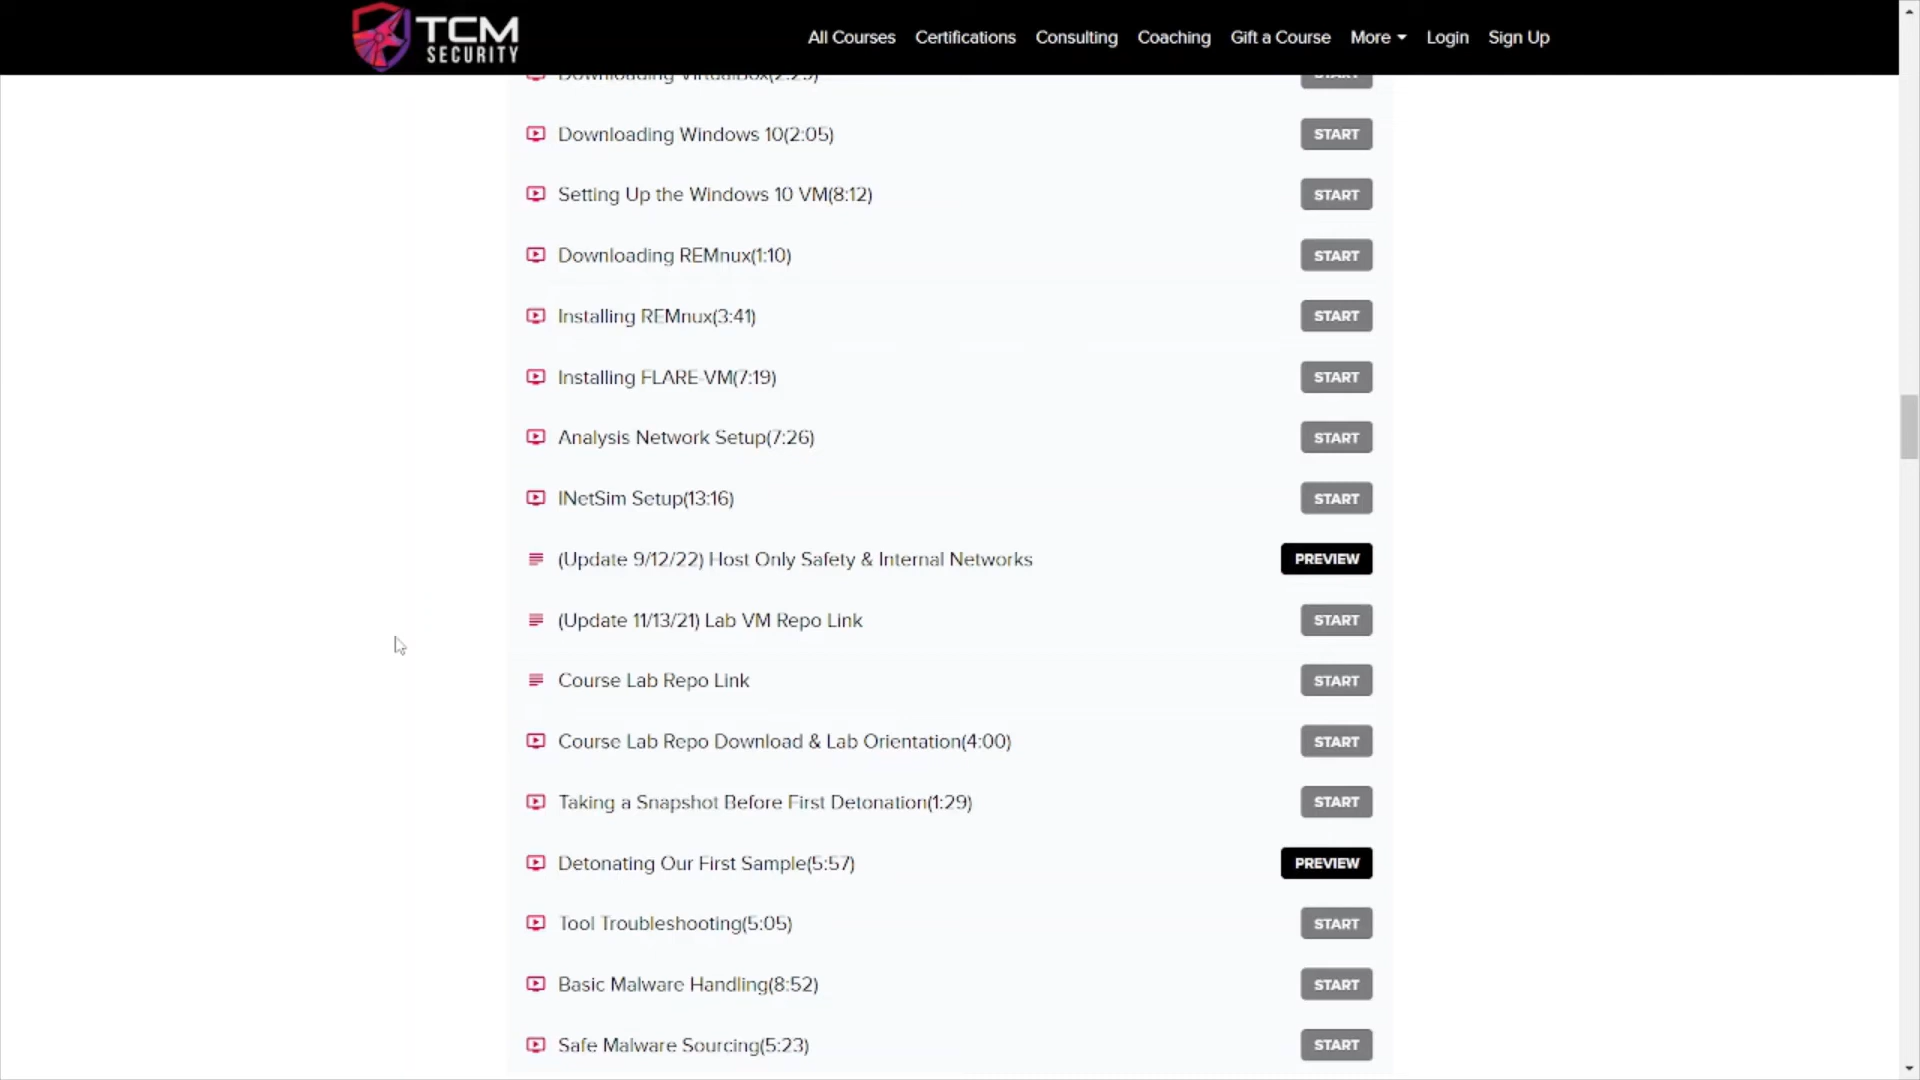 TCM
SECURITY
All Courses Certifications Consulting Coaching Gift a Course More Login Sign Up
Downloading VirtualBox(2:29) START
Downloading Windows 10(2:05) START
Setting Up the Windows 10 VM(8:12) START
Downloading REMnux(1:10) START
Installing REMnux(3:41) START
Installing FLARE-VM(7:19) START
Analysis Network Setup(7:26) START
INetSim Setup(13:16) START
(Update 9/12/22) Host Only Safety & Internal Networks PREVIEW
(Update 11/13/21) Lab VM Repo Link START
Course Lab Repo Link START
Course Lab Repo Download & Lab Orientation(4:00) START
Taking a Snapshot Before First Detonation(1:29) START
Detonating Our First Sample(5:57) PREVIEW
Tool Troubleshooting(5:05) START
Basic Malware Handling(8:52) START
Safe Malware Sourcing(5:23) START